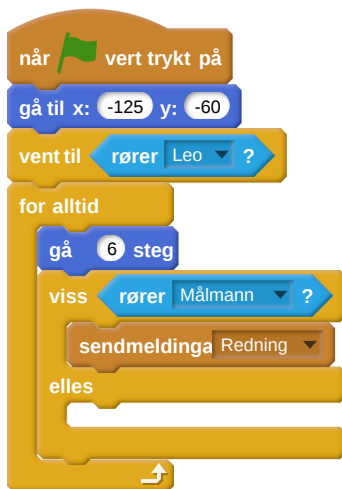 når vert trykt på
gå til x: -125 y: -60
vent til rører Leo ?
for alltid
gå 6 steg
viss rører Målmann ?
sendmeldinga Redning
elles